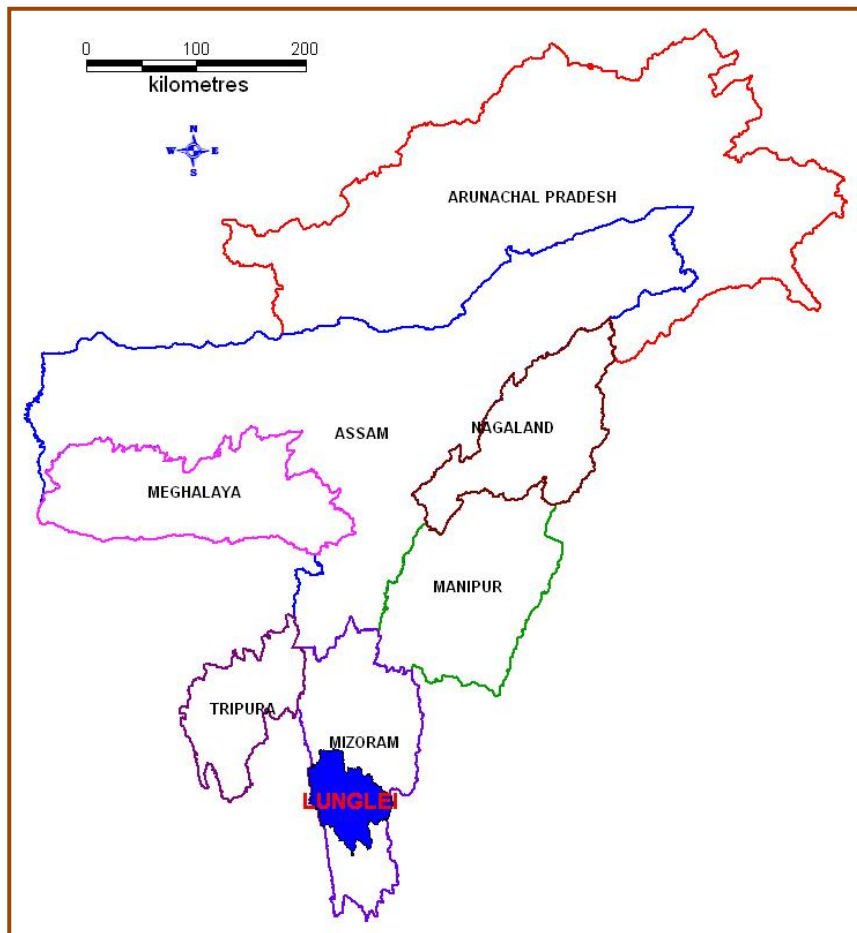 0 100 200
kilometres
N
W E
S
ARUNACHAL PRADESH
ASSAM
NAGALAND
MEGHALAYA
MANIPUR
TRIPURA
MIZORAM
LUNGLEI